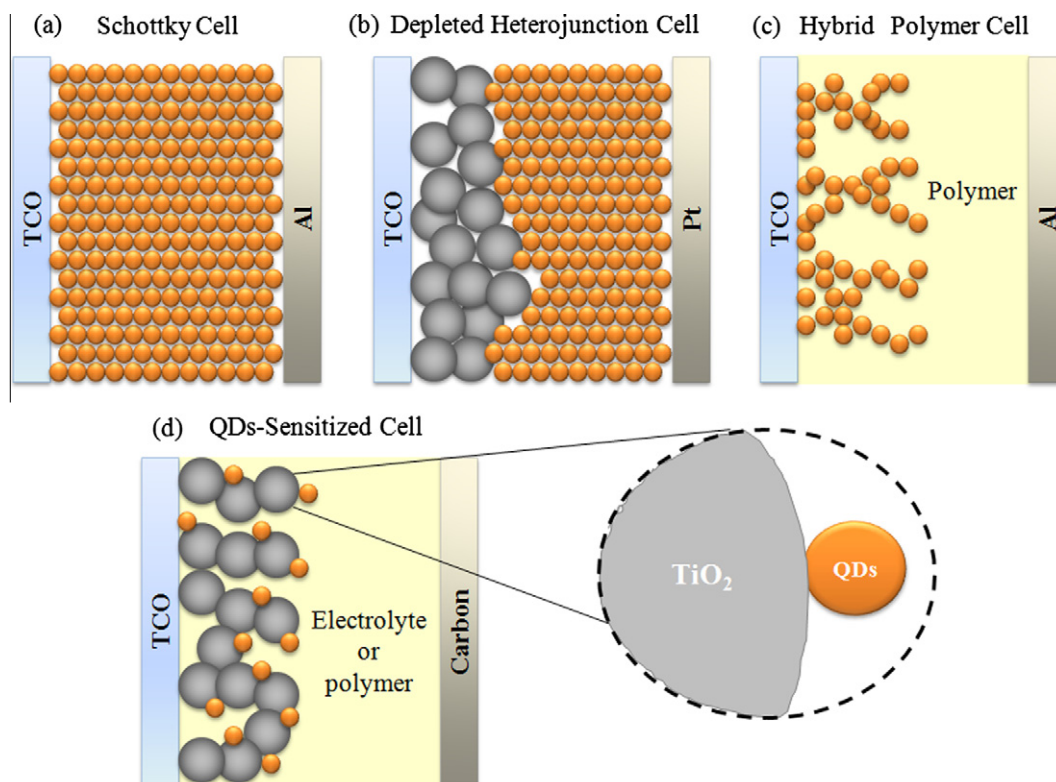 (a) Schottky Cell
TCO
Al
(b) Depleted Heterojunction Cell
TCO
Pt
(c) Hybrid Polymer Cell
TCO
Polymer
Al
(d) QDs-Sensitized Cell
TCO
Electrolyte
or
polymer
Carbon
TiO₂
QDs